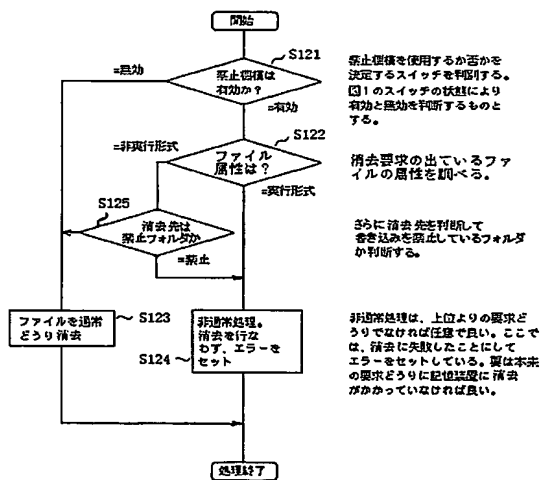 開始
S121
禁止機構は
有効か?
=無効
=有効
禁止機構を使用するか否かを
決定するスイッチを判別する。
図1のスイッチの状態により
有効と無効を判断するものと
する。
S122
ファイル
属性は?
=非実行形式
=実行形式
消去要求の出ているファ
イルの属性を調べる。
S125
消去先は
禁止フォルダか
=禁止
さらに消去先を判断して
書き込みを禁止しているフォルダ
か判断する。
S123
ファイルを通常
どうり消去
S124
非通常処理。
消去を行な
わず、エラーを
セット
非通常処理は、上位よりの要求ど
うりでなければ任意で良い。ここで
は、消去に失敗したことにして
エラーをセットしている。要は本来
の要求どうりに記憶装置に消去
がかかっていなければ良い。
処理終了